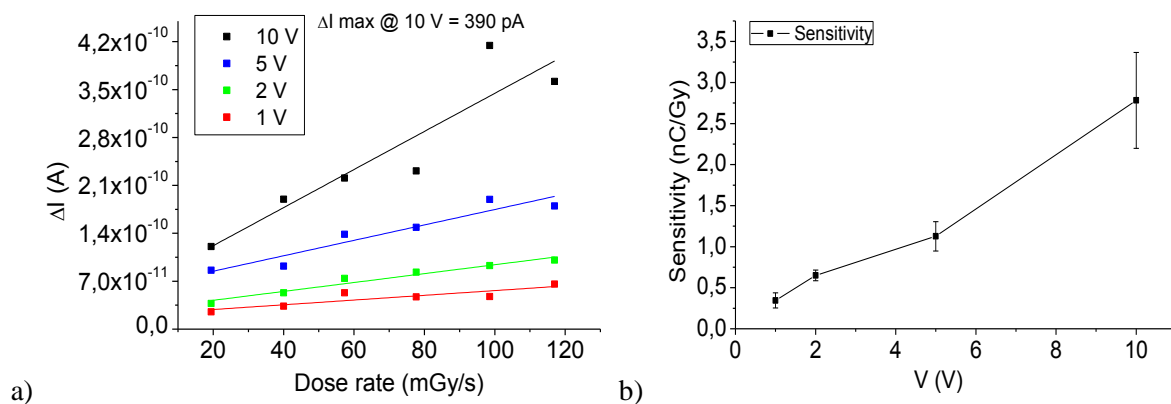 ΔI max @ 10 V = 390 pA
10 V
5 V
2 V
1 V
4,2x10⁻¹⁰
3,5x10⁻¹⁰
2,8x10⁻¹⁰
2,1x10⁻¹⁰
1,4x10⁻¹⁰
7,0x10⁻¹¹
0,0
ΔI (A)
20 40 60 80 100 120
Dose rate (mGy/s)
a)
Sensitivity
3,5
3,0
2,5
2,0
1,5
1,0
0,5
0,0
Sensitivity (nC/Gy)
0 2 4 6 8 10
V (V)
b)